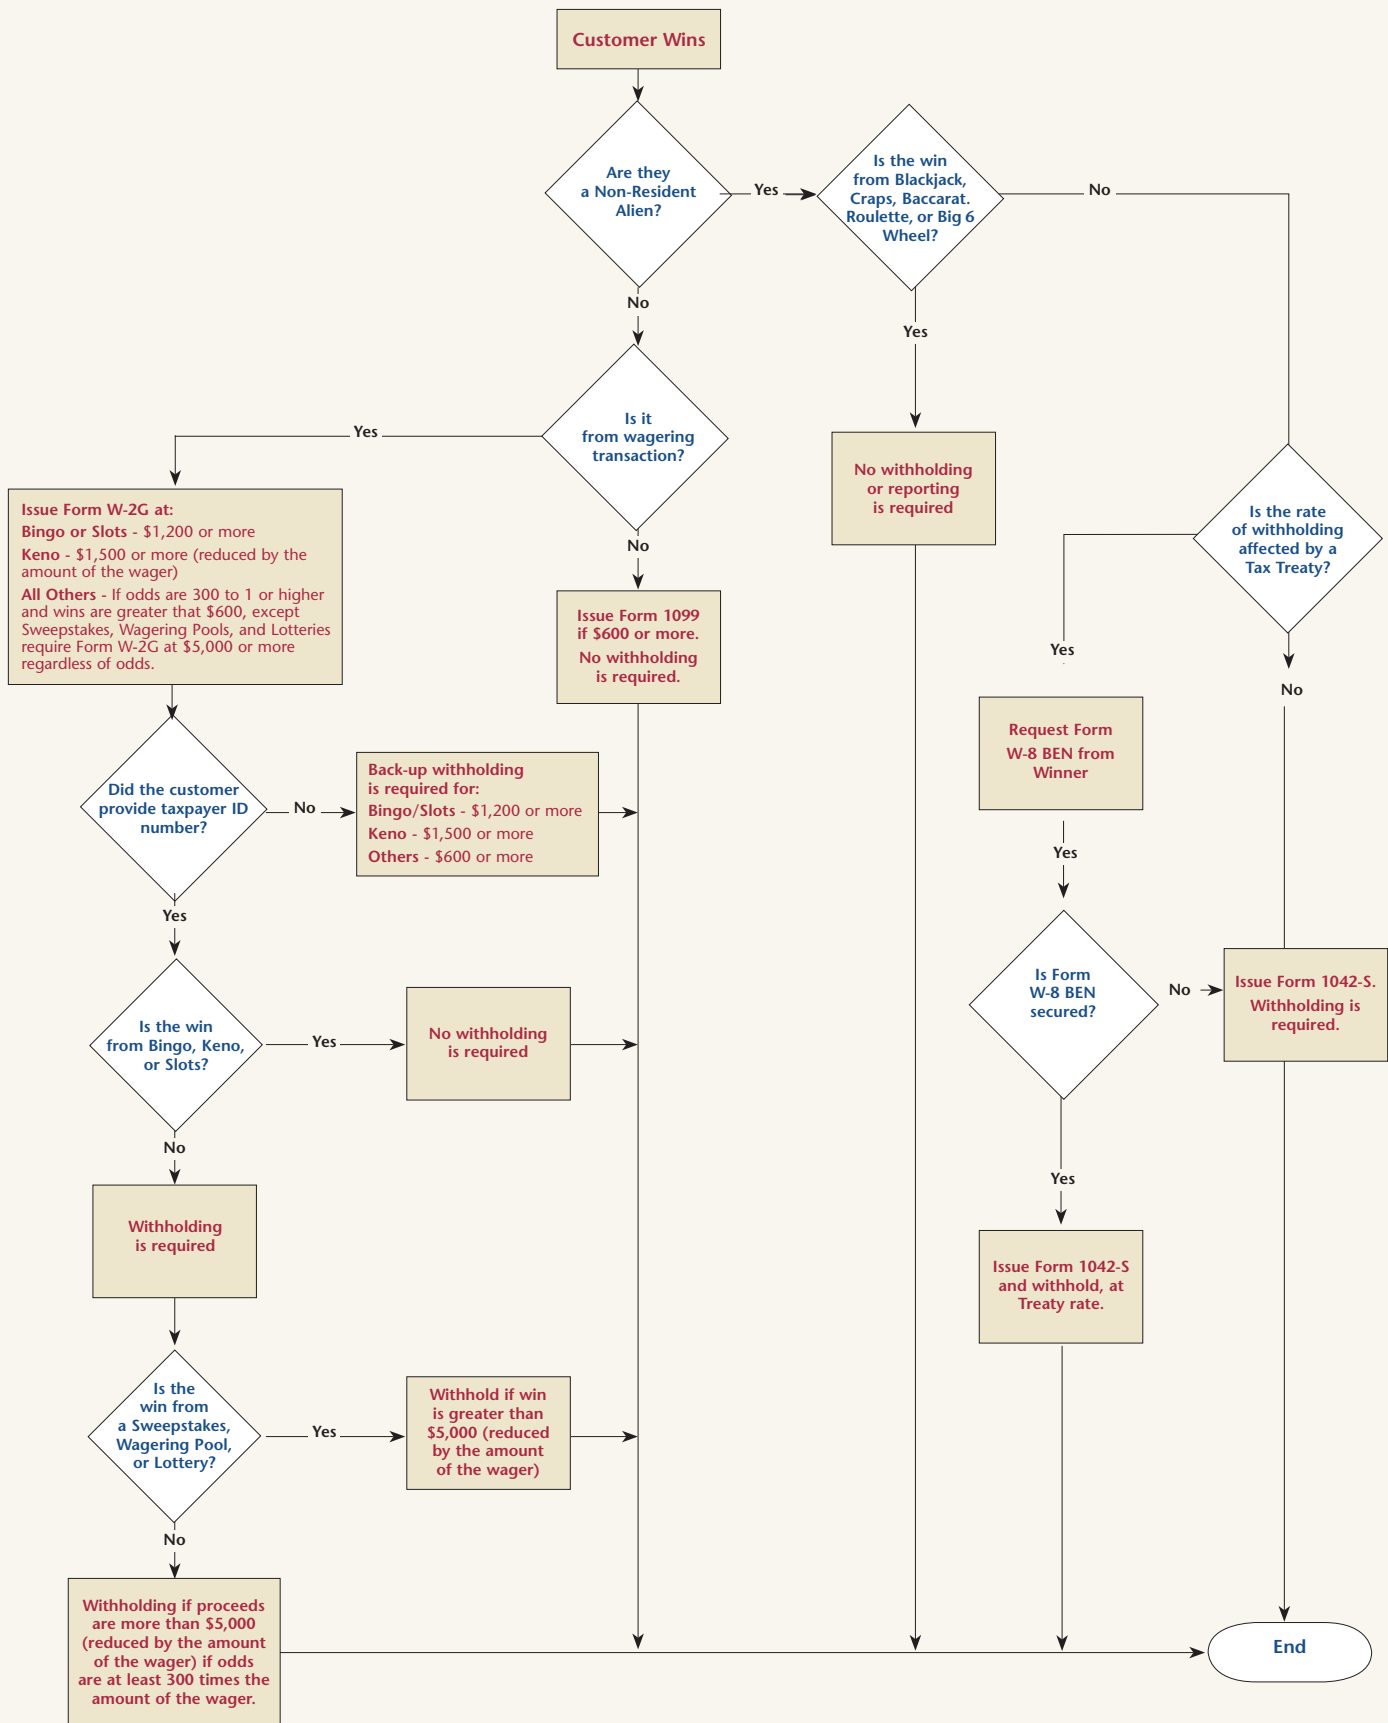 Customer Wins
Are they
a Non-Resident
Alien?
Yes
Is the win
from Blackjack,
Craps, Baccarat.
Roulette, or Big 6
Wheel?
No
No
Yes
Is it
from wagering
transaction?
Yes
No
No withholding
or reporting
is required
Is the rate
of withholding
affected by a
Tax Treaty?
Yes
No
Issue Form W-2G at:
Bingo or Slots - $1,200 or more
Keno - $1,500 or more (reduced by the
amount of the wager)
All Others - If odds are 300 to 1 or higher
and wins are greater that $600, except
Sweepstakes, Wagering Pools, and Lotteries
require Form W-2G at $5,000 or more
regardless of odds.
Issue Form 1099
if $600 or more.
No withholding
is required.
Request Form
W-8 BEN from
Winner
Yes
Did the customer
provide taxpayer ID
number?
No
Back-up withholding
is required for:
Bingo/Slots - $1,200 or more
Keno - $1,500 or more
Others - $600 or more
Yes
Is Form
W-8 BEN
secured?
No
Issue Form 1042-S.
Withholding is
required.
Yes
Is the win
from Bingo, Keno,
or Slots?
Yes
No withholding
is required
No
Withholding
is required
Issue Form 1042-S
and withhold, at
Treaty rate.
Is the
win from
a Sweepstakes,
Wagering Pool,
or Lottery?
Yes
Withhold if win
is greater than
$5,000 (reduced
by the amount
of the wager)
No
Withholding if proceeds
are more than $5,000
(reduced by the amount
of the wager) if odds
are at least 300 times the
amount of the wager.
End